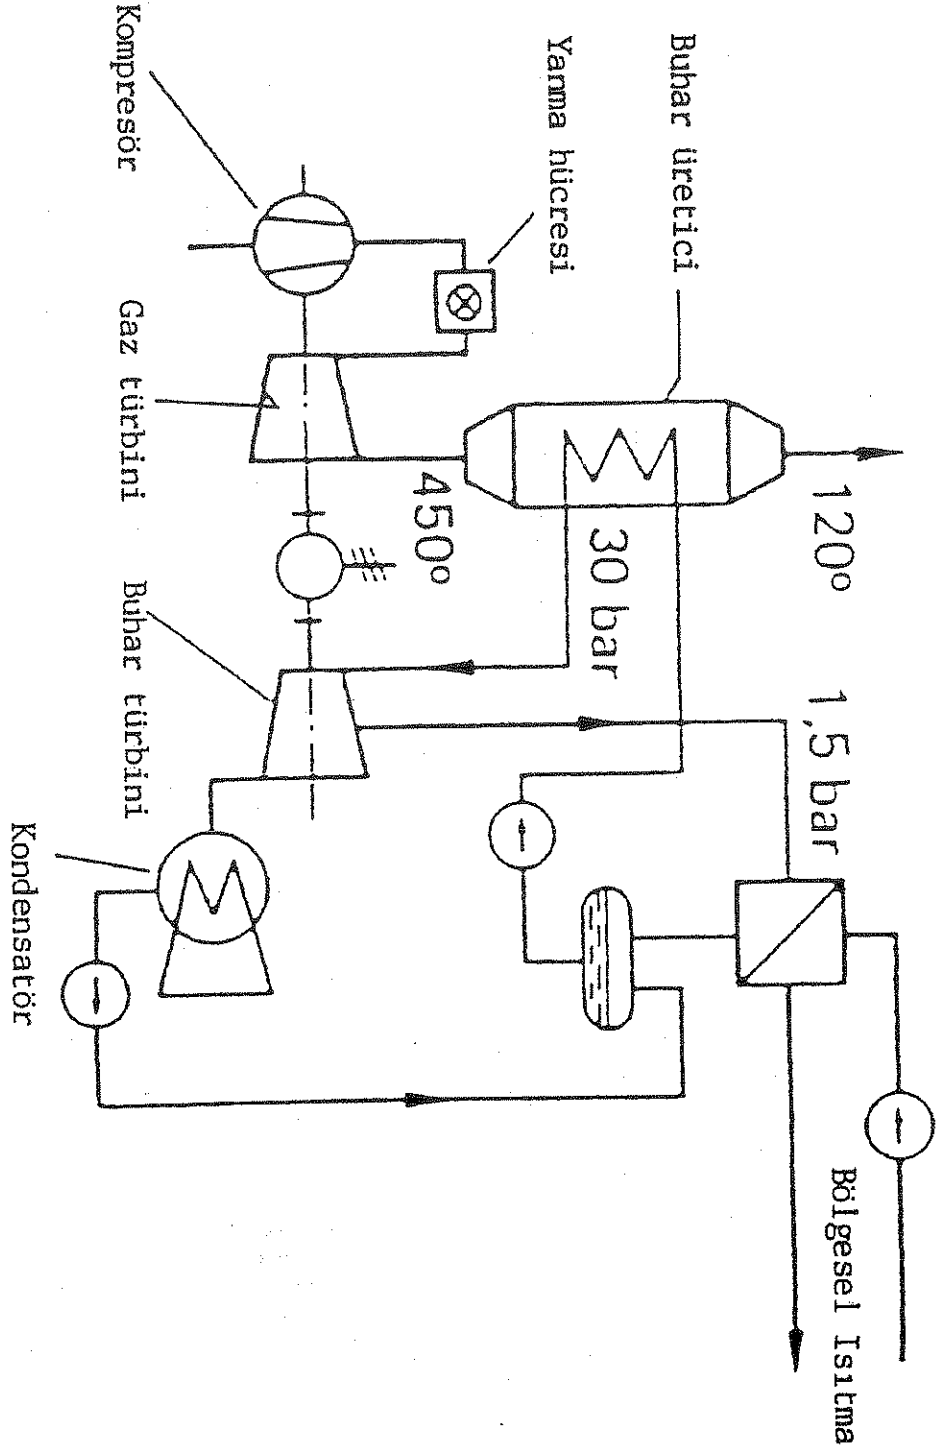 Buhar üretici
Yanma hücresi
Kompresör
120°
1,5 bar
30 bar
450°
Gaz türbini
Buhar türbini
Kondensatör
Bölgesel Isıtma